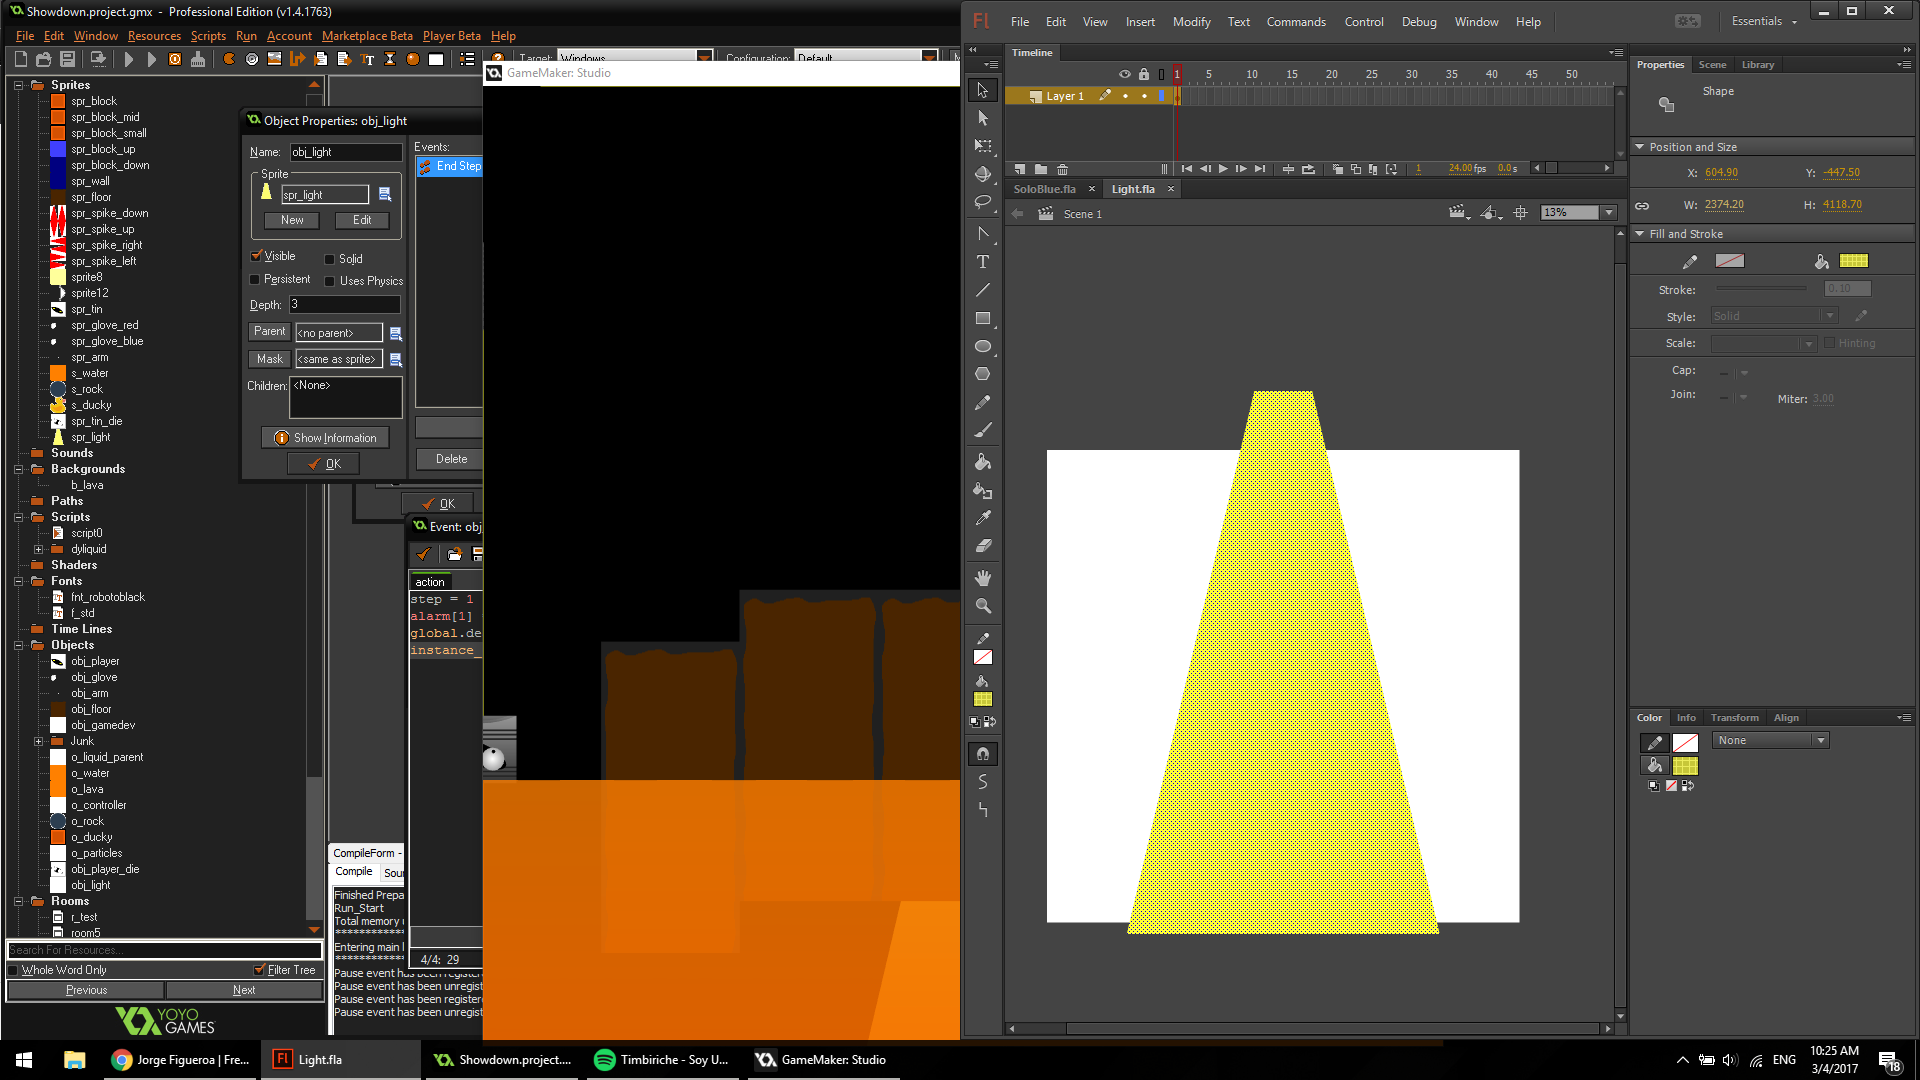 Showdown.project.gmx - Professional Edition (v1.4.1763)
File Edit Window Resources Scripts Run Account Marketplace Beta Player Beta Help
Target: Windows Configuration: Default
Sprites
spr_block
spr_block_mid
spr_block_small
spr_block_up
spr_block_down
spr_wall
spr_floor
spr_spike_down
spr_spike_up
spr_spike_right
spr_spike_left
sprite8
sprite12
spr_tin
spr_glove_red
spr_glove_blue
spr_arm
s_water
s_rock
s_ducky
spr_tin_die
spr_light
Sounds
Backgrounds
b_lava
Paths
Scripts
script0
dyliquid
Shaders
Fonts
fnt_robotoblack
f_std
Time Lines
Objects
obj_player
obj_glove
obj_arm
obj_floor
obj_gamedev
Junk
o_liquid_parent
o_water
o_lava
o_controller
o_rock
o_ducky
o_particles
obj_player_die
obj_light
Rooms
r_test
room5
Search For Resources...
Whole Word Only Filter Tree
Previous Next
YOYO GAMES
Object Properties: obj_light
Name: obj_light
Sprite
spr_light
New Edit
Visible Solid
Persistent Uses Physics
Depth: 3
Parent <no parent>
Mask <same as sprite>
Children: <None>
Show Information
OK
Events:
End Step
Delete
OK
Event: obj
action
step = 1
alarm[1]
global.de
instance_
4/4: 29
CompileForm -
Compile Sour
Finished Prepa
Run_Start
Total memory u
Entering main l
Pause event has been registere
Pause event has been unregist
Pause event has been registere
Pause event has been unregist
GameMaker: Studio
Fl File Edit View Insert Modify Text Commands Control Debug Window Help Essentials
Timeline
1 5 10 15 20 25 30 35 40 45 50
Layer 1
1 24.00 fps 0.0 s
SoloBlue.fla × Light.fla ×
Scene 1 13%
Properties Scene Library
Shape
Position and Size
X: 604.90 Y: -447.50
W: 2374.20 H: 4118.70
Fill and Stroke
Stroke: 0.10
Style: Solid
Scale: Hinting
Cap:
Join: Miter: 3.00
Color Info Transform Align
None
Jorge Figueroa | Fre...
Light.fla
Showdown.project....
Timbiriche - Soy U...
GameMaker: Studio
ENG
10:25 AM
3/4/2017
18